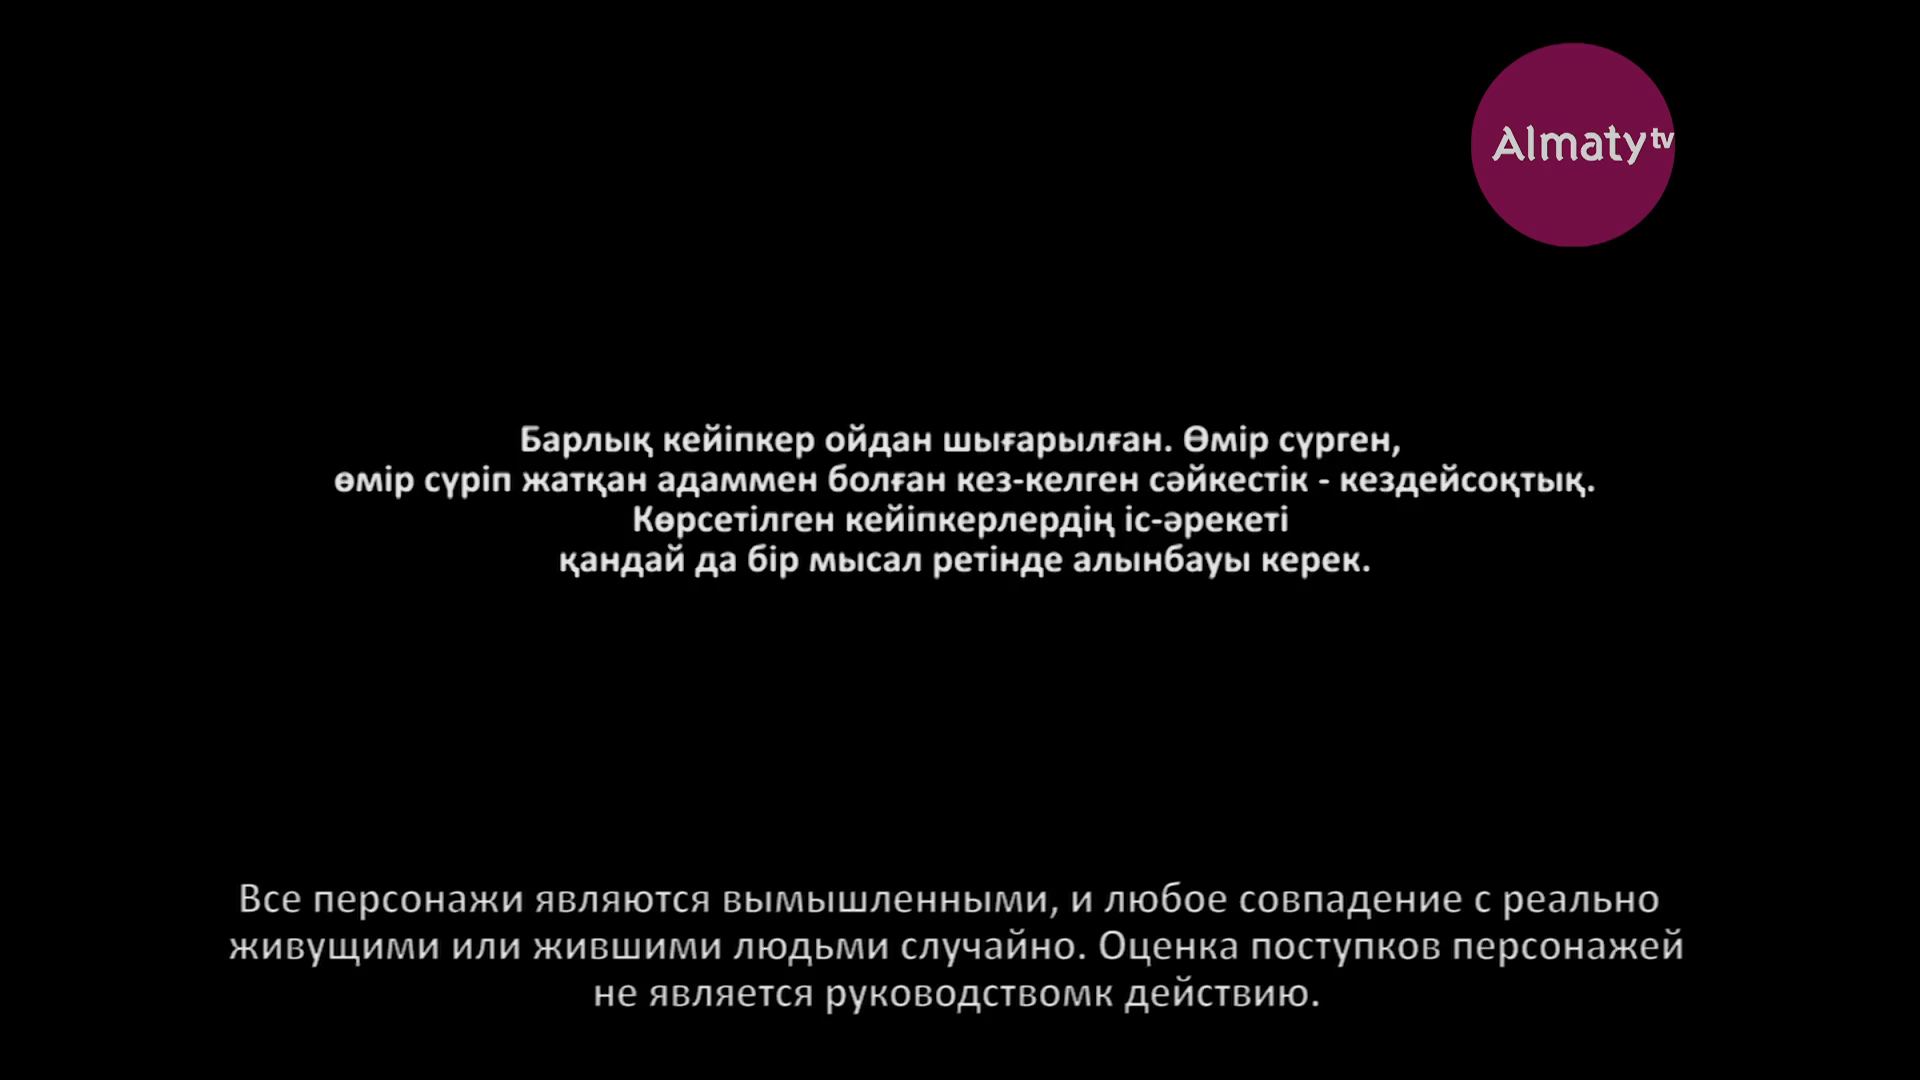 Almaty tv
Барлық кейіпкер ойдан шығарылған. Өмір сүрген,
өмір сүріп жатқан адаммен болған кез-келген сәйкестік - кездейсоқтық.
Көрсетілген кейіпкерлердің іс-әрекеті
қандай да бір мысал ретінде алынбауы керек.
Все персонажи являются вымышленными, и любое совпадение с реально
живущими или жившими людьми случайно. Оценка поступков персонажей
не является руководствомк действию.